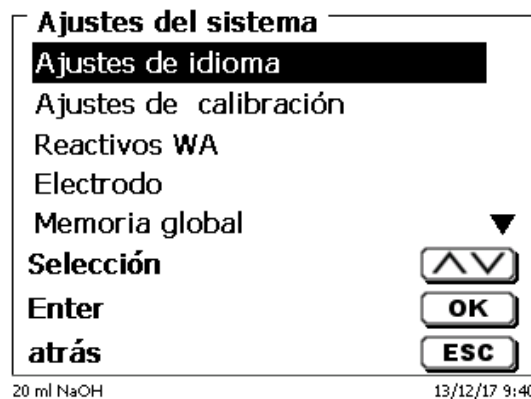 Ajustes del sistema
Ajustes de idioma
Ajustes de calibración
Reactivos WA
Electrodo
Memoria global
Selección
Enter OK
atrás ESC
20 ml NaOH 13/12/17 9:40